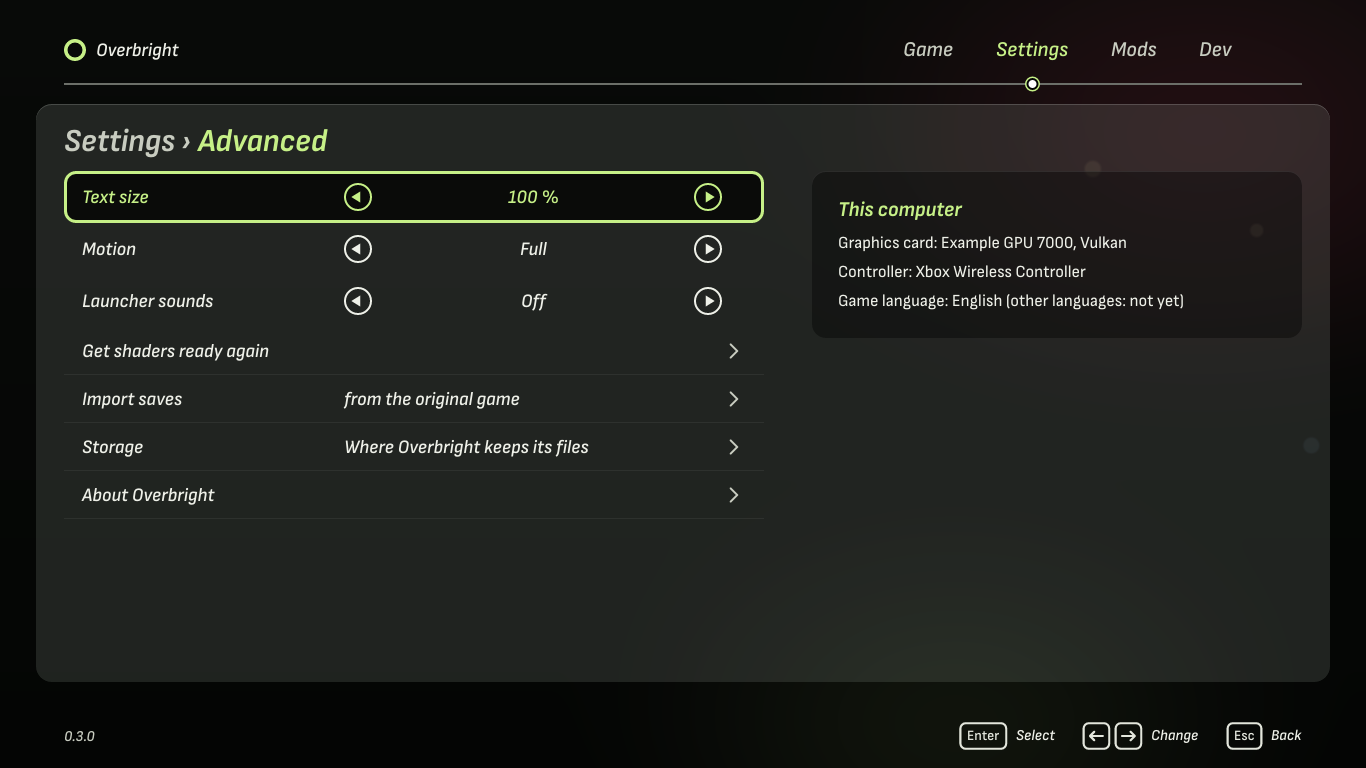 Overbright
Game Settings Mods Dev
Settings › Advanced
Text size 100 %
Motion Full
Launcher sounds Off
Get shaders ready again
Import saves from the original game
Storage Where Overbright keeps its files
About Overbright
This computer
Graphics card: Example GPU 7000, Vulkan
Controller: Xbox Wireless Controller
Game language: English (other languages: not yet)
0.3.0
Enter Select ← → Change Esc Back